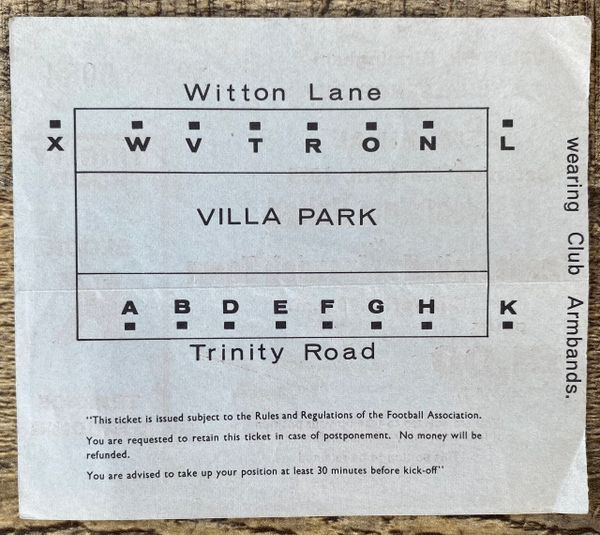 Witton Lane
X W V T R O N L
VILLA PARK
A B D E F G H K
Trinity Road
"This ticket is issued subject to the Rules and Regulations of the Football Association.
You are requested to retain this ticket in case of postponement. No money will be
refunded.
You are advised to take up your position at least 30 minutes before kick-off"
wearing Club Armbands.